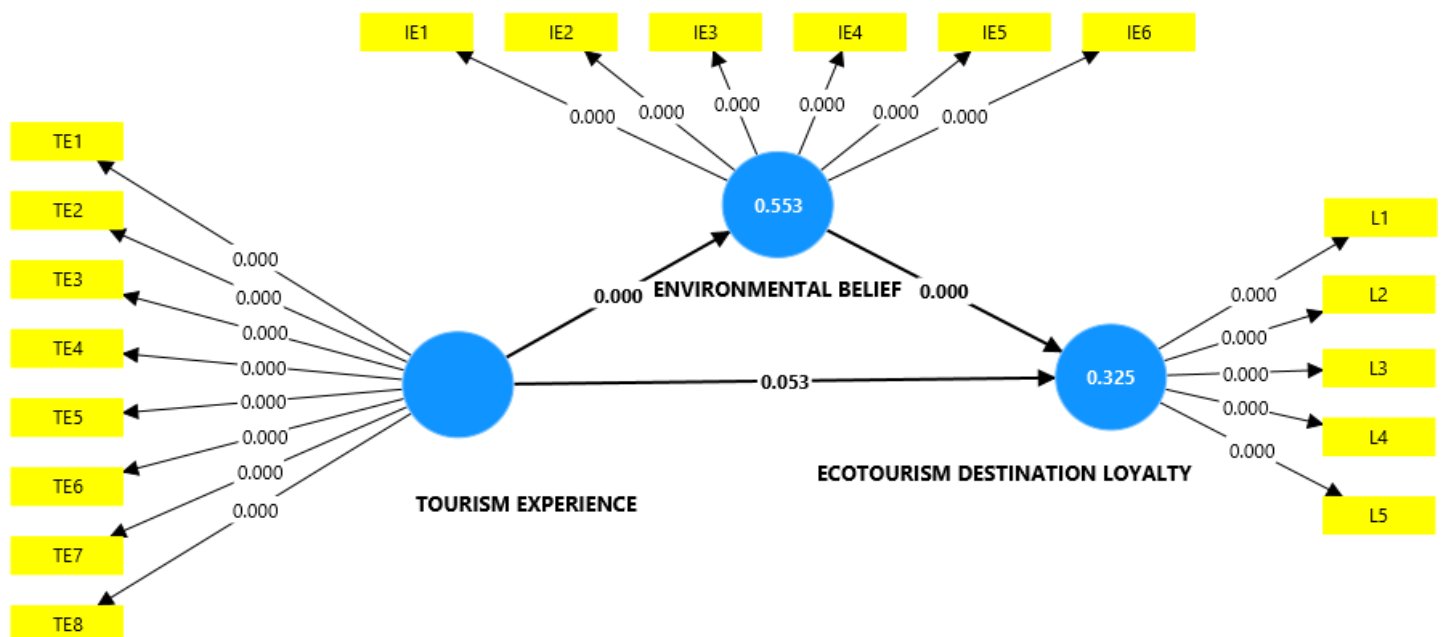 IE1
IE2
IE3
IE4
IE5
IE6
0.000
0.000
0.000
0.000
0.000
0.000
TE1
TE2
TE3
TE4
TE5
TE6
TE7
TE8
0.000
0.000
0.000
0.000
0.000
0.000
0.000
0.000
0.553
ENVIRONMENTAL BELIEF
0.000
0.000
0.053
TOURISM EXPERIENCE
0.325
ECOTOURISM DESTINATION LOYALTY
0.000
0.000
0.000
0.000
0.000
L1
L2
L3
L4
L5